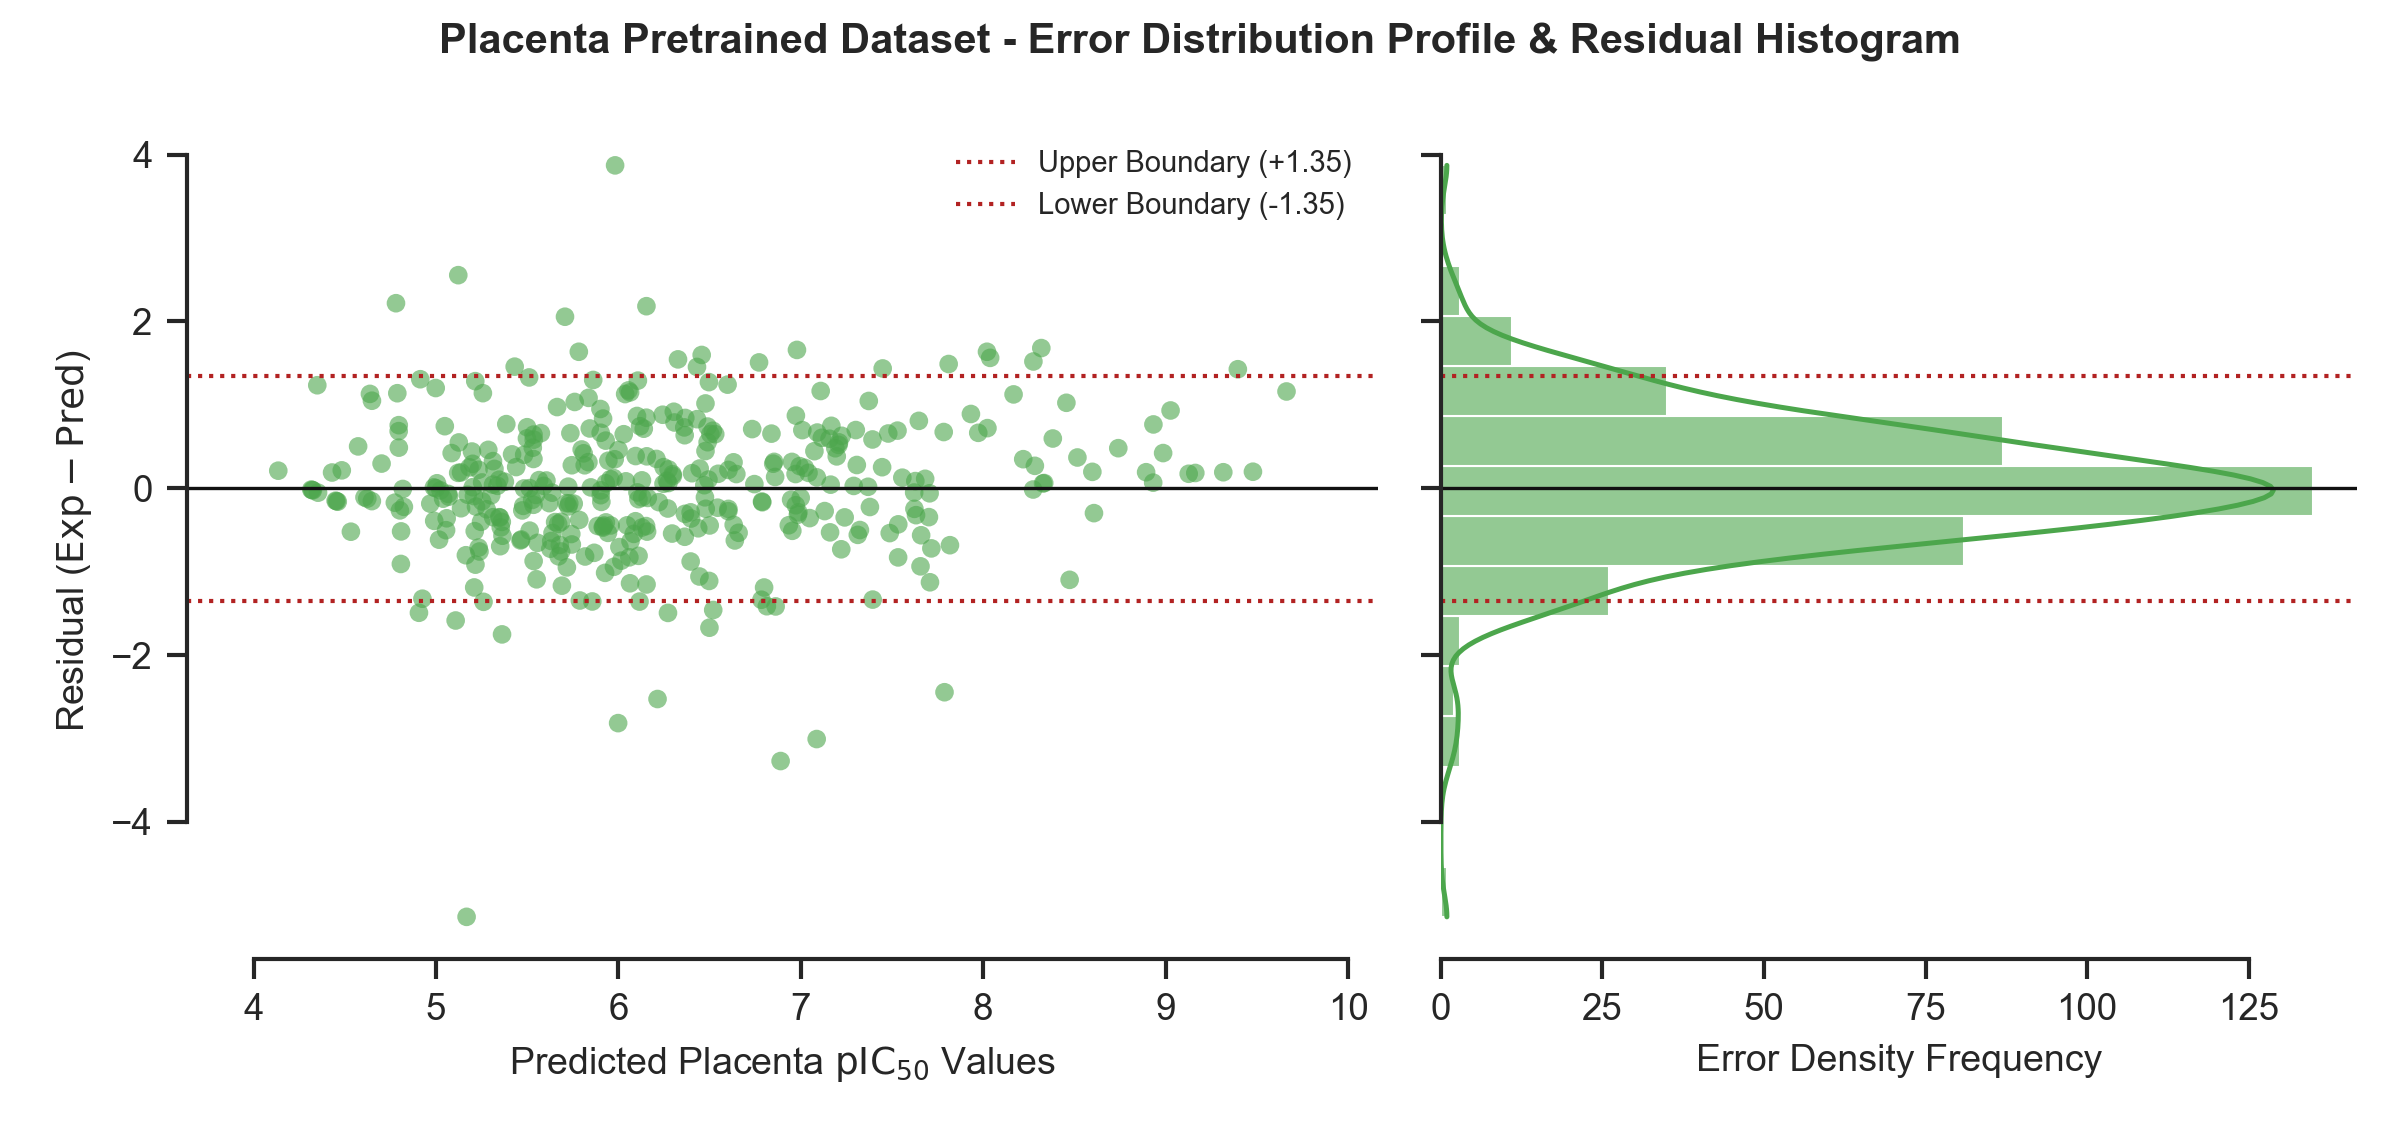 Placenta Pretrained Dataset - Error Distribution Profile & Residual Histogram
Upper Boundary (+1.35)
Lower Boundary (-1.35)
Residual (Exp − Pred)
4
2
0
−2
−4
4 5 6 7 8 9 10
Predicted Placenta pIC₅₀ Values
0 25 50 75 100 125
Error Density Frequency